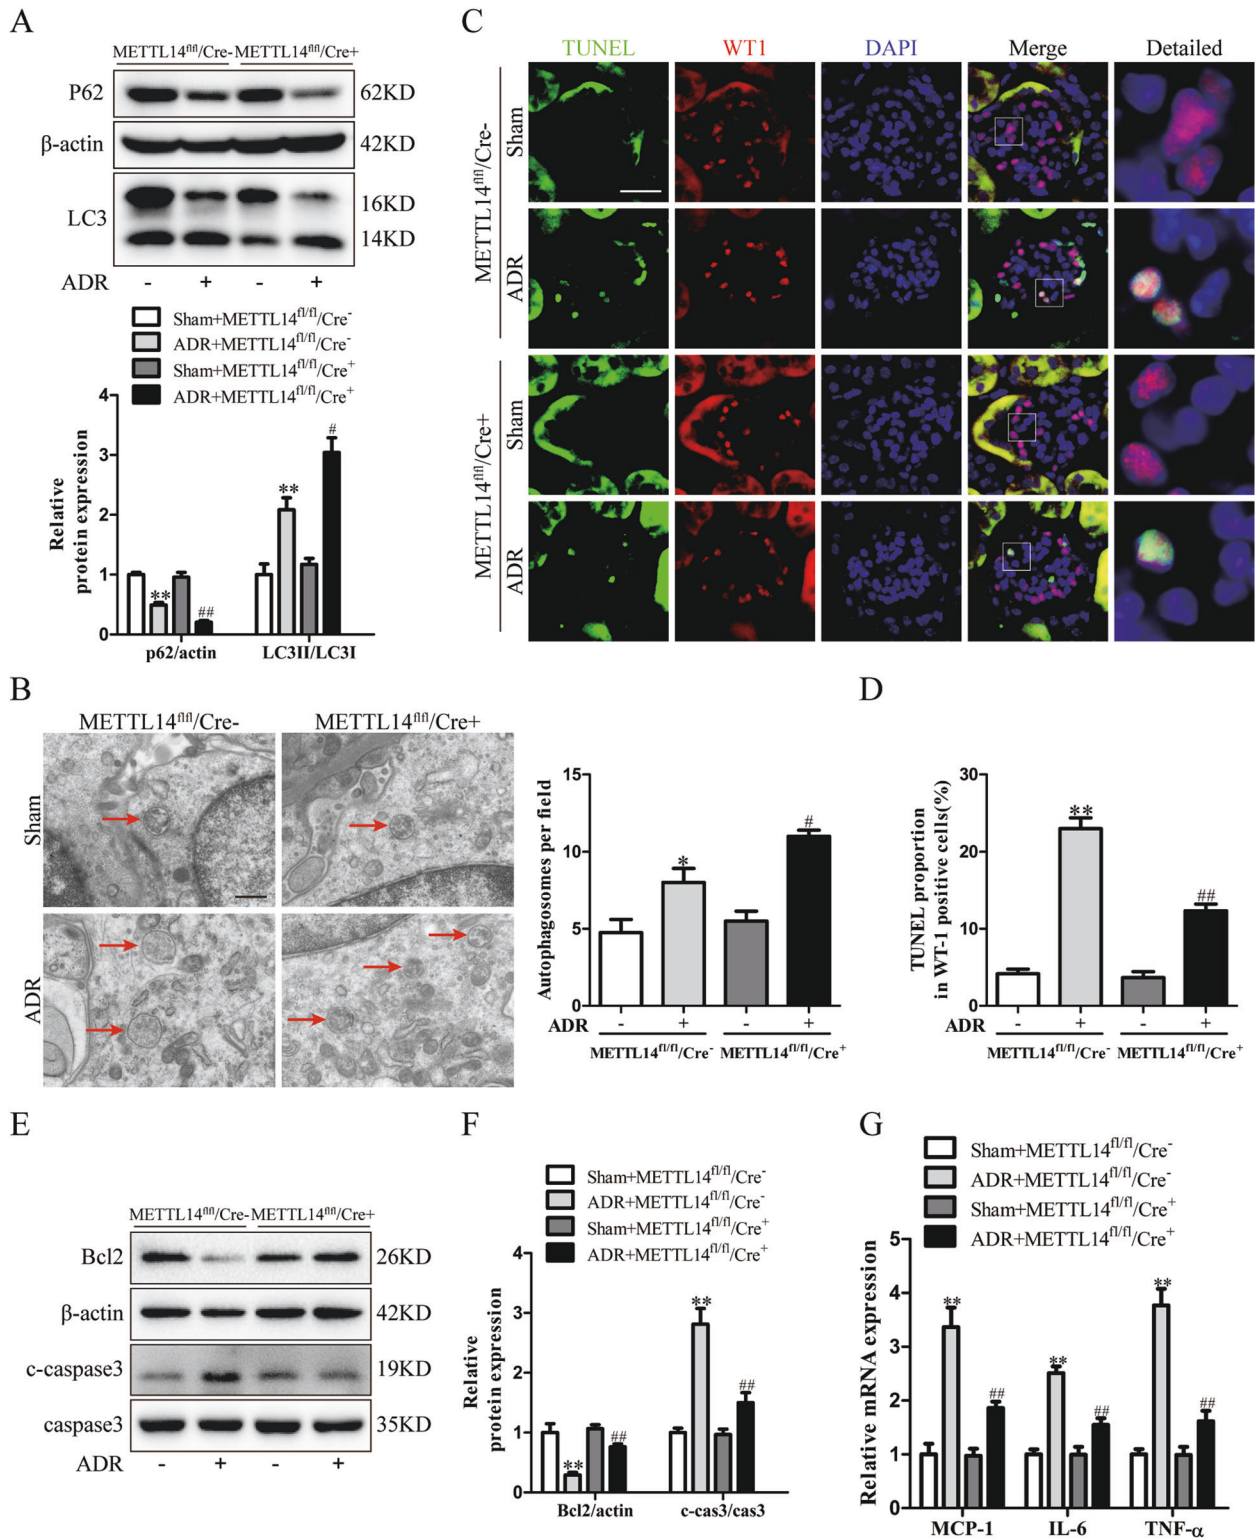 A
METTL14fl/fl/Cre- METTL14fl/fl/Cre+
P62 62KD
β-actin 42KD
LC3 16KD
14KD
ADR - + - +
Sham+METTL14fl/fl/Cre-
ADR+METTL14fl/fl/Cre-
Sham+METTL14fl/fl/Cre+
ADR+METTL14fl/fl/Cre+
Relative
protein expression
4
3
2
1
0
** ## ** #
p62/actin LC3II/LC3I
B
METTL14fl/fl/Cre- METTL14fl/fl/Cre+
Sham
ADR
Autophagosomes per field
15
10
5
0
* #
ADR - + - +
METTL14fl/fl/Cre- METTL14fl/fl/Cre+
C
TUNEL WT1 DAPI Merge Detailed
METTL14fl/fl/Cre-
Sham
ADR
METTL14fl/fl/Cre+
Sham
ADR
D
TUNEL proportion
in WT-1 positive cells(%)
30
20
10
0
** ##
ADR - + - +
METTL14fl/fl/Cre- METTL14fl/fl/Cre+
E
METTL14fl/fl/Cre- METTL14fl/fl/Cre+
Bcl2 26KD
β-actin 42KD
c-caspase3 19KD
caspase3 35KD
ADR - + - +
F
Sham+METTL14fl/fl/Cre-
ADR+METTL14fl/fl/Cre-
Sham+METTL14fl/fl/Cre+
ADR+METTL14fl/fl/Cre+
Relative
protein expression
4
3
2
1
0
** ## ** ##
Bcl2/actin c-cas3/cas3
G
Sham+METTL14fl/fl/Cre-
ADR+METTL14fl/fl/Cre-
Sham+METTL14fl/fl/Cre+
ADR+METTL14fl/fl/Cre+
Relative mRNA expression
5
4
3
2
1
0
** ## ** ## ** ##
MCP-1 IL-6 TNF-α